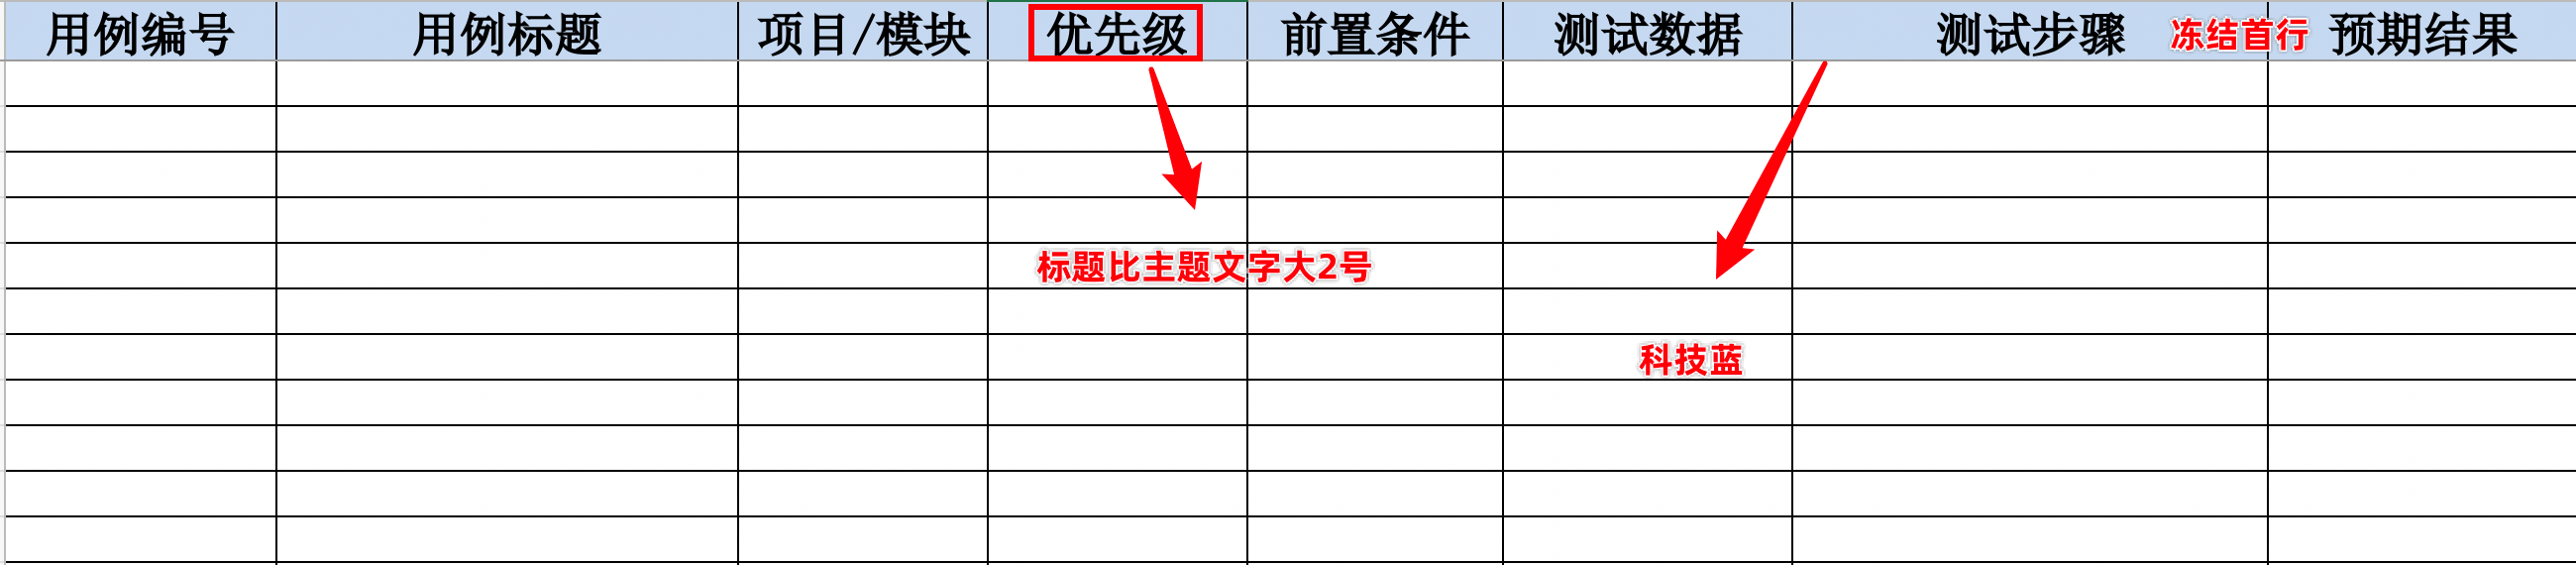 用例编号 用例标题 项目/模块 优先级 前置条件 测试数据 测试步骤 冻结首行 预期结果
标题比主题文字大2号
科技蓝